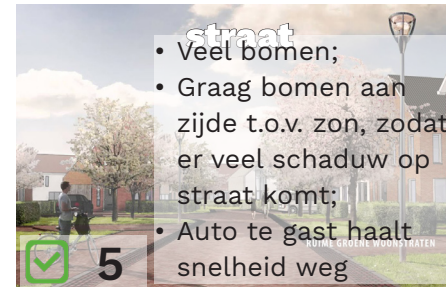 straat
• Veel bomen;
• Graag bomen aan
zijde t.o.v. zon, zodat
er veel schaduw op
straat komt;
• Auto te gast haalt
snelheid weg
RUIME GROENE WOONSTRATEN
5